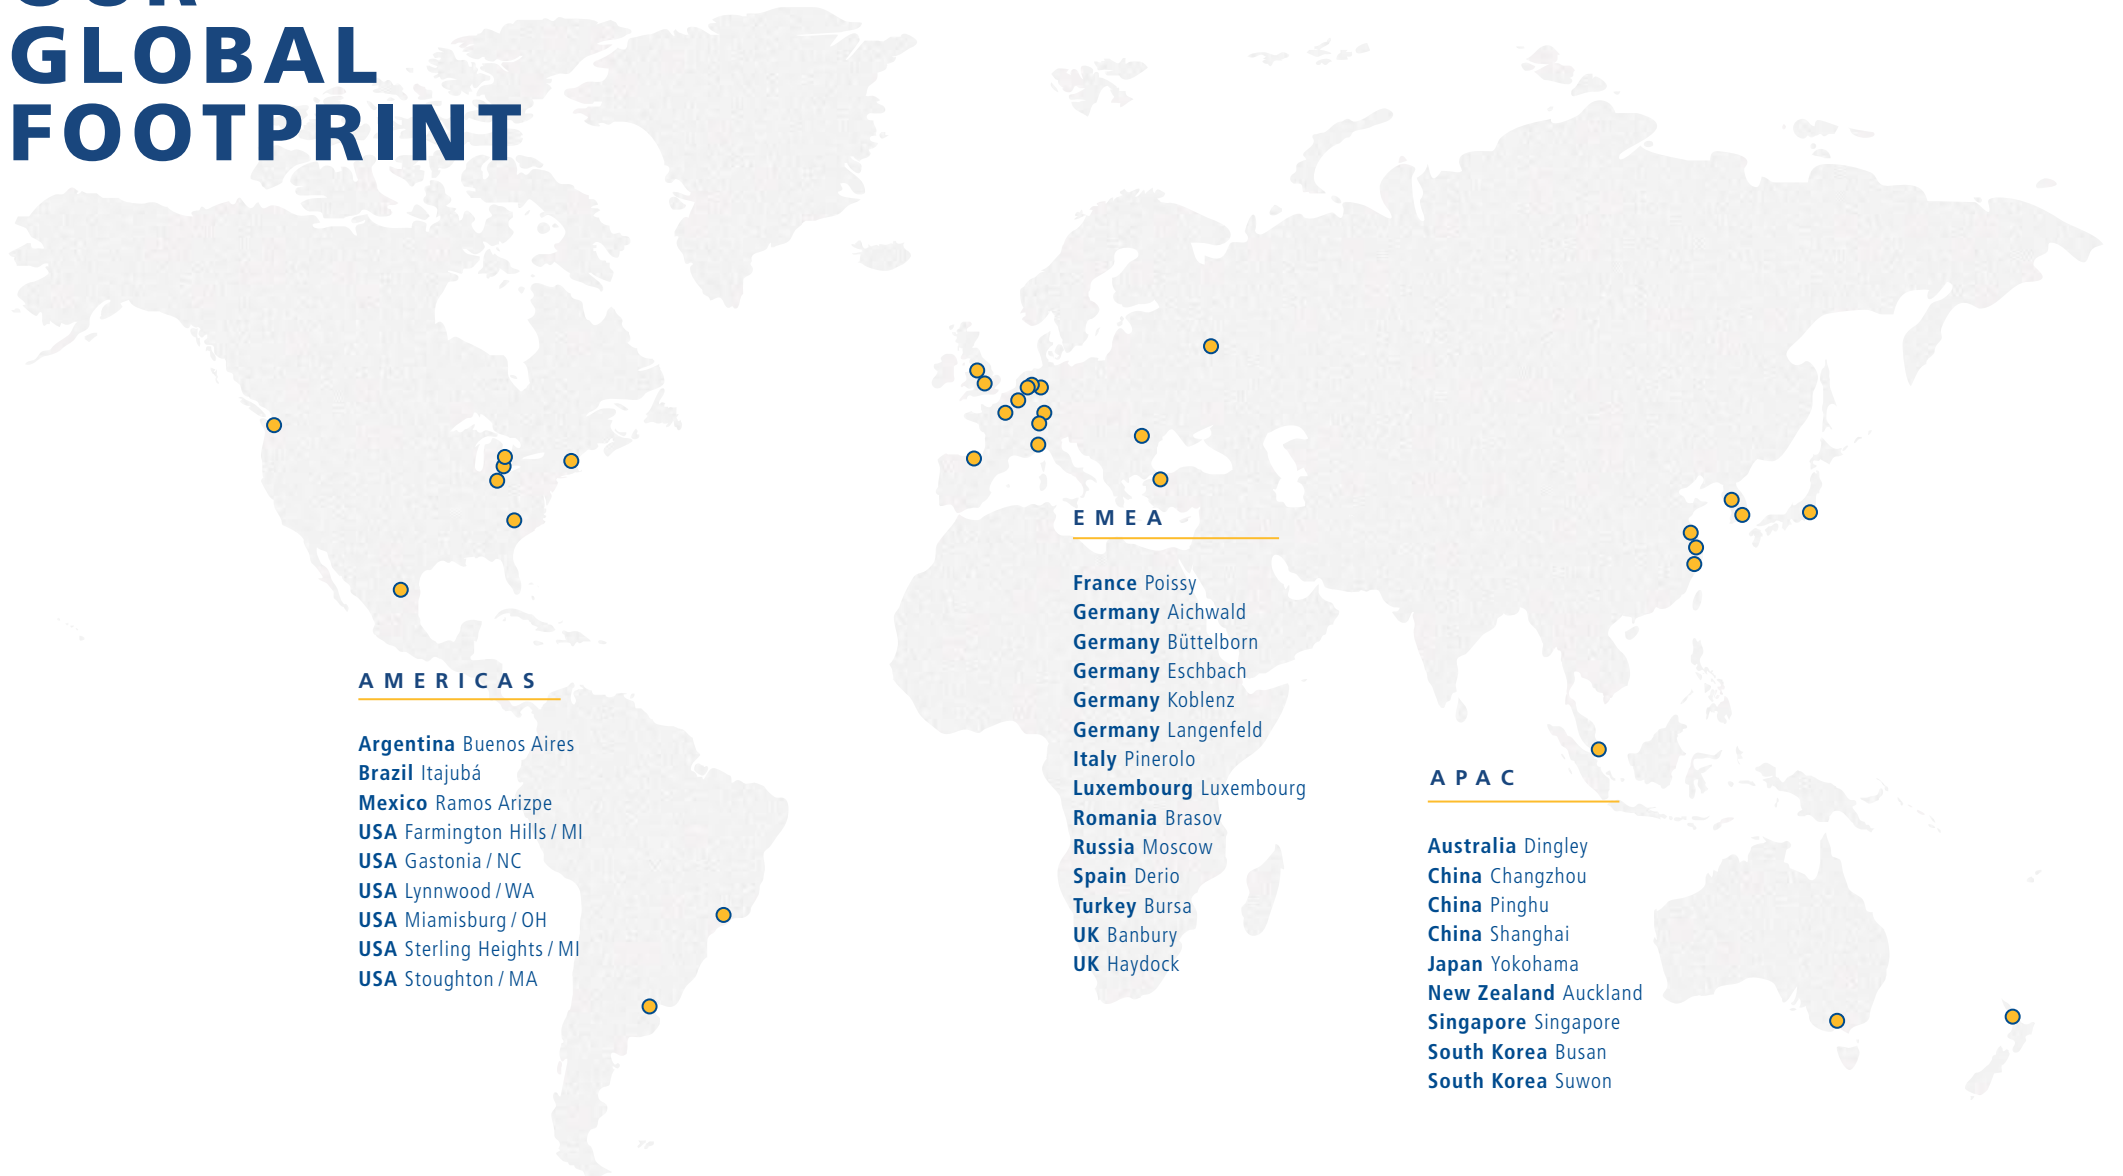 OUR
GLOBAL
FOOTPRINT
AMERICAS
Argentina Buenos Aires
Brazil Itajubá
Mexico Ramos Arizpe
USA Farmington Hills / MI
USA Gastonia / NC
USA Lynnwood / WA
USA Miamisburg / OH
USA Sterling Heights / MI
USA Stoughton / MA
EMEA
France Poissy
Germany Aichwald
Germany Büttelborn
Germany Eschbach
Germany Koblenz
Germany Langenfeld
Italy Pinerolo
Luxembourg Luxembourg
Romania Brasov
Russia Moscow
Spain Derio
Turkey Bursa
UK Banbury
UK Haydock
APAC
Australia Dingley
China Changzhou
China Pinghu
China Shanghai
Japan Yokohama
New Zealand Auckland
Singapore Singapore
South Korea Busan
South Korea Suwon